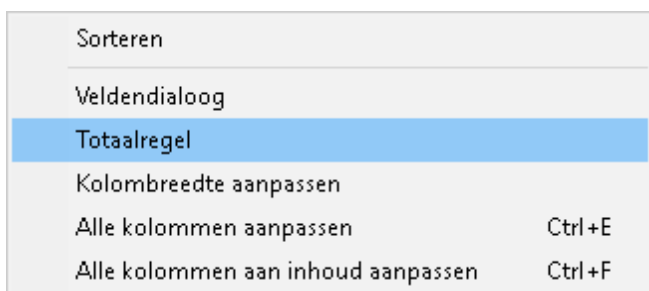 Sorteren
Veldendialoog
Totaalregel
Kolombreedte aanpassen
Alle kolommen aanpassen Ctrl+E
Alle kolommen aan inhoud aanpassen Ctrl+F